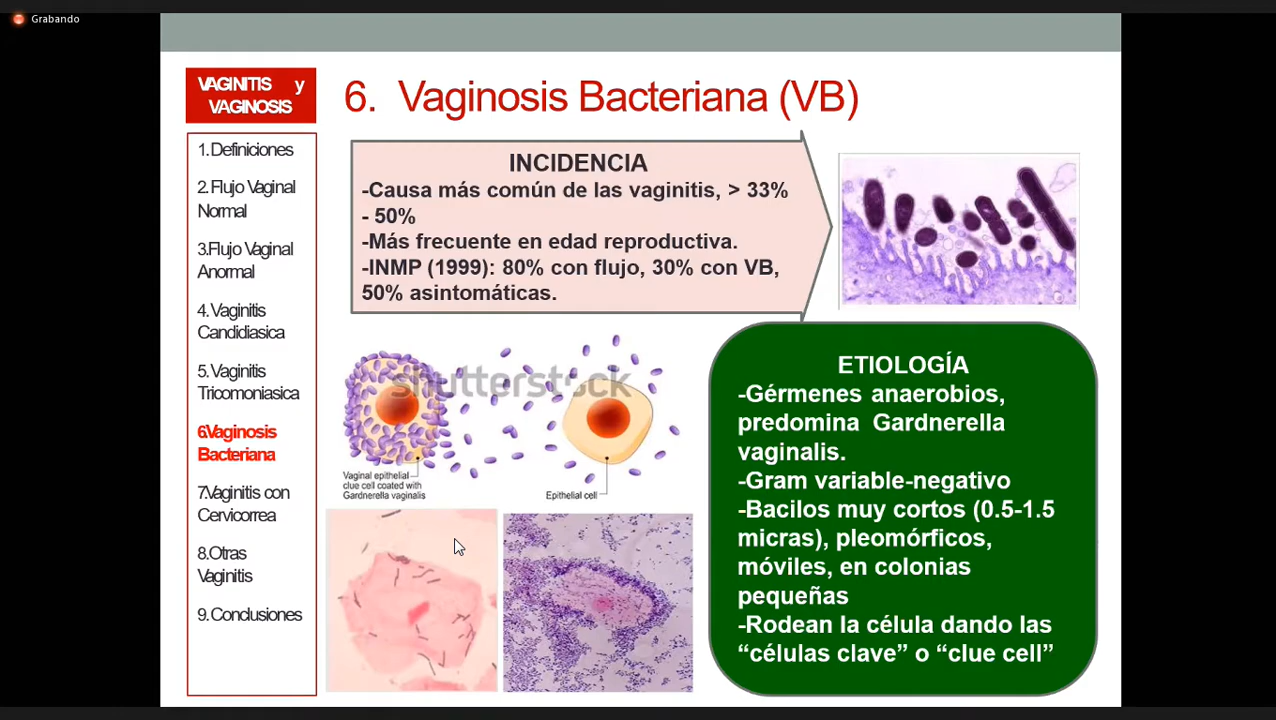 Grabando
VAGINITIS y
VAGINOSIS
1.Definiciones
2. Flujo Vaginal
Normal
3.Flujo Vaginal
Anormal
4. Vaginitis
Candidiasica
5. Vaginitis
Tricomoniasica
6.Vaginosis
Bacteriana
7.Vaginitis con
Cervicorrea
8.Otras
Vaginitis
9. Conclusiones
6. Vaginosis Bacteriana (VB)
INCIDENCIA
-Causa más común de las vaginitis, > 33%
- 50%
-Más frecuente en edad reproductiva.
-INMP (1999): 80% con flujo, 30% con VB,
50% asintomáticas.
shutterstock
Vaginal epithelial
clue cell coated with
Gardnerella vaginalis
Epithelial cell
ETIOLOGÍA
-Gérmenes anaerobios,
predomina Gardnerella
vaginalis.
-Gram variable-negativo
-Bacilos muy cortos (0.5-1.5
micras), pleomórficos,
móviles, en colonias
pequeñas
-Rodean la célula dando las
“células clave” o “clue cell”